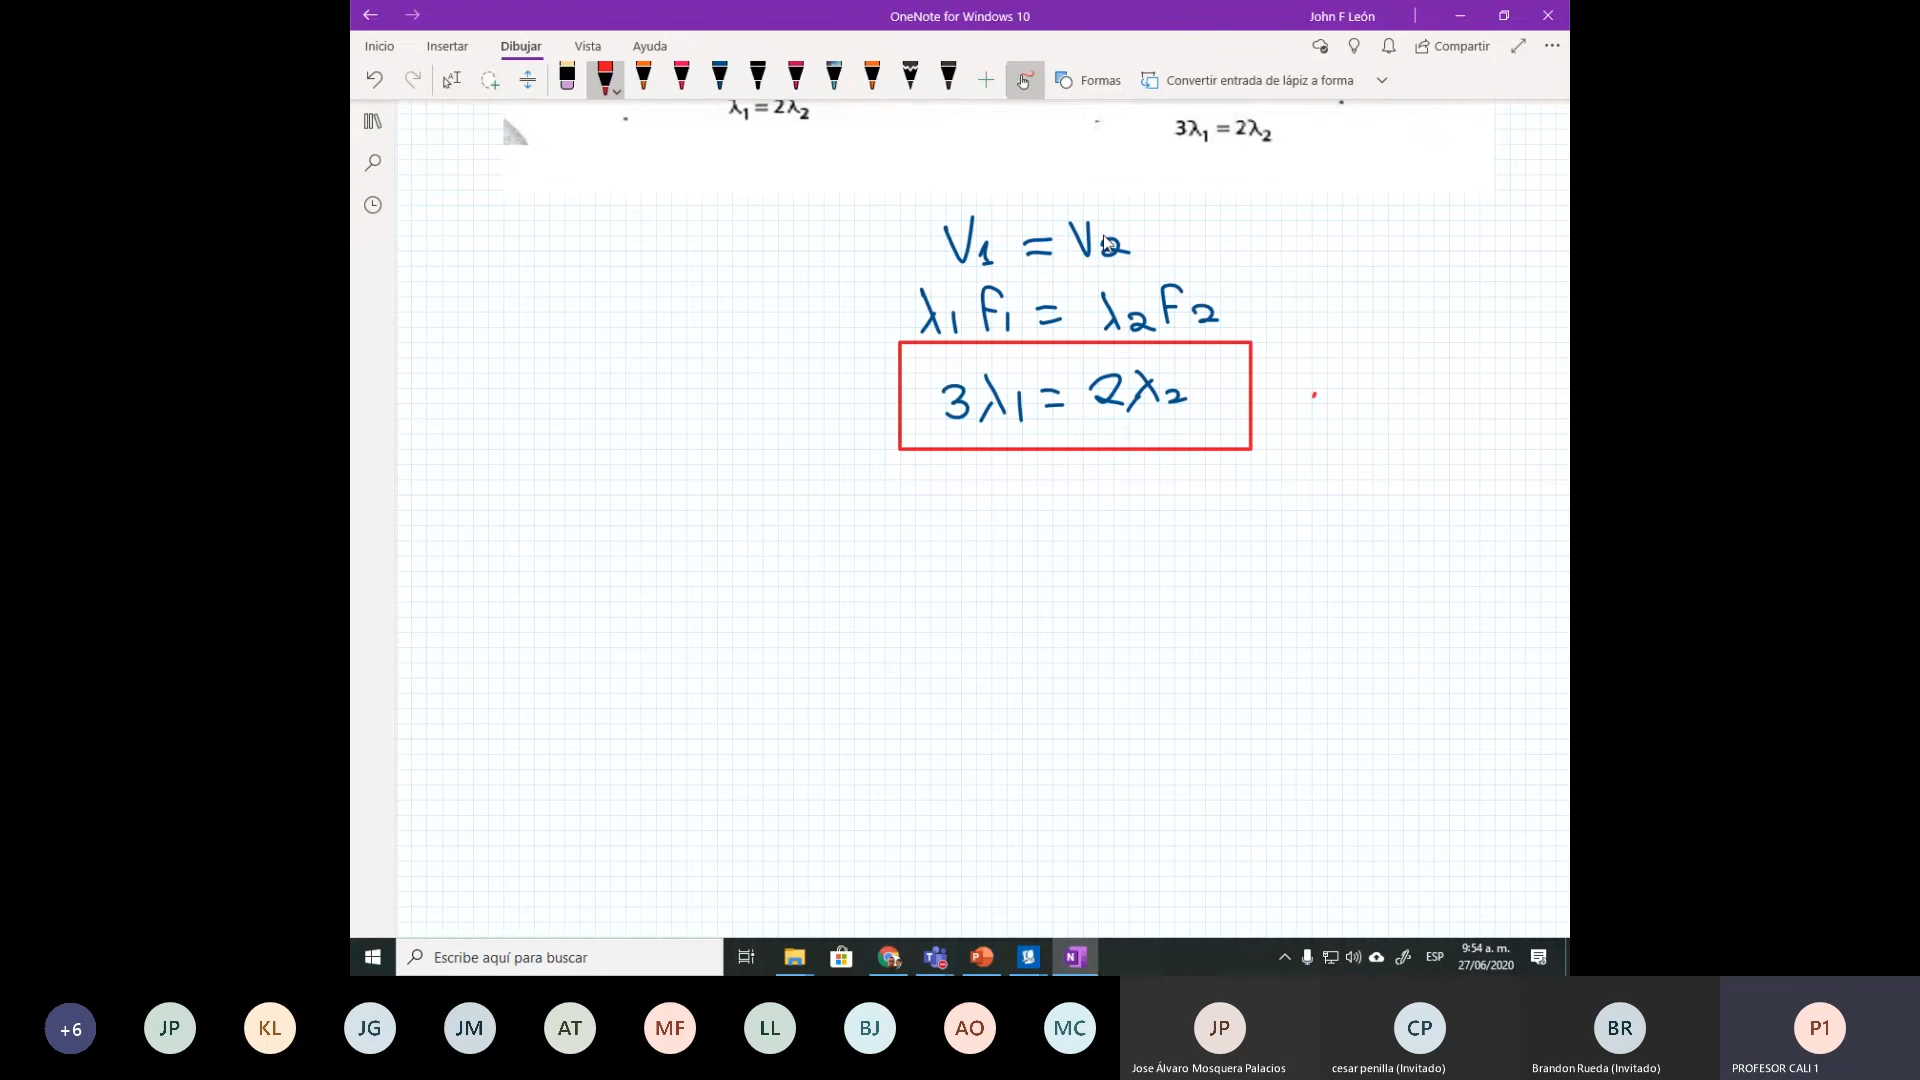 OneNote for Windows 10
John F León
Inicio Insertar Dibujar Vista Ayuda
Compartir
Formas
Convertir entrada de lápiz a forma
λ₁ = 2λ₂
3λ₁ = 2λ₂
V₁ = V₂
λ₁ F₁ = λ₂ F₂
3λ₁ = 2λ₂
Escribe aquí para buscar
ESP
9:54 a. m.
27/06/2020
+6 JP KL JG JM AT MF LL BJ AO MC JP CP BR P1
Jose Álvaro Mosquera Palacios cesar penilla (Invitado) Brandon Rueda (Invitado) PROFESOR CALI 1